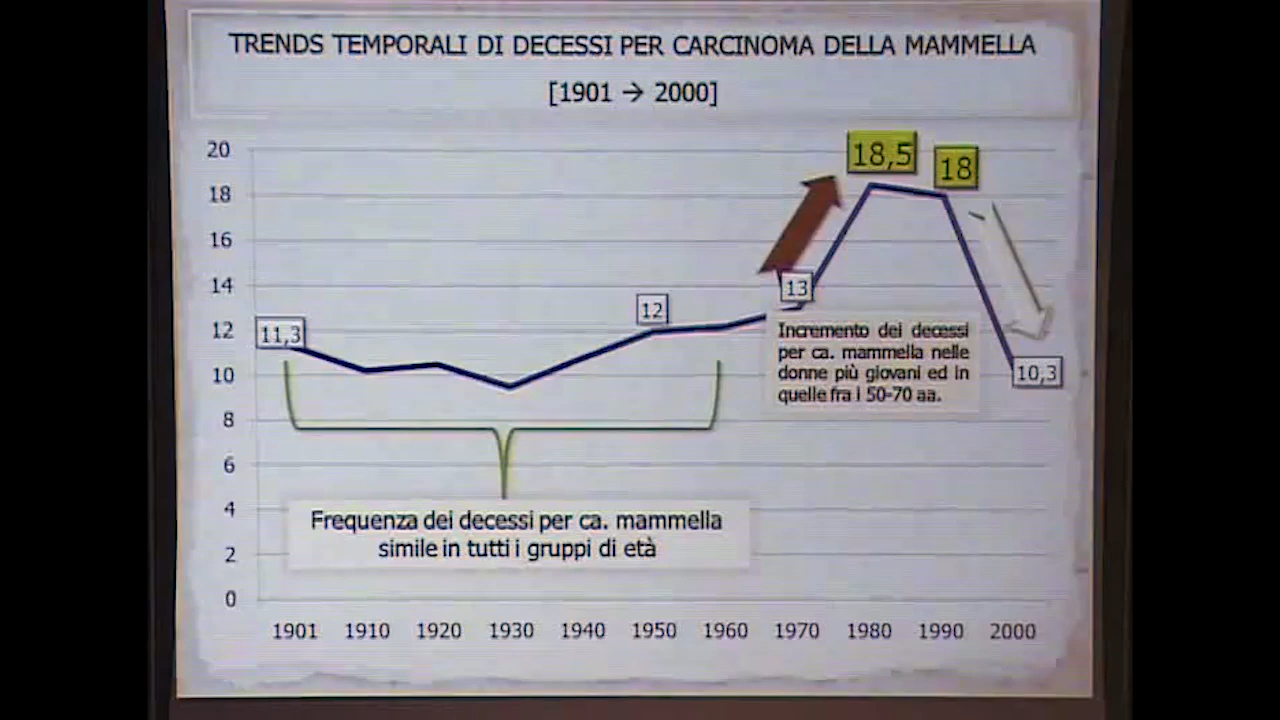 TRENDS TEMPORALI DI DECESSI PER CARCINOMA DELLA MAMMELLA
[1901 → 2000]
20
18
16
14
12
10
8
6
4
2
0
11,3
12
13
18,5
18
10,3
Incremento dei decessi
per ca. mammella nelle
donne più giovani ed in
quelle fra i 50-70 aa.
Frequenza dei decessi per ca. mammella
simile in tutti i gruppi di età
1901 1910 1920 1930 1940 1950 1960 1970 1980 1990 2000